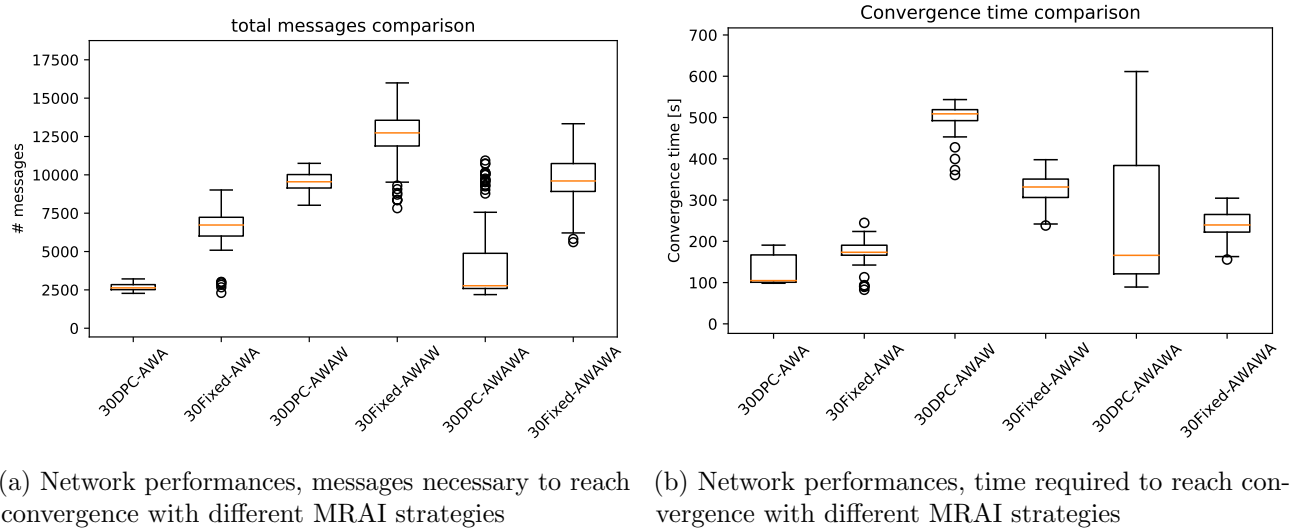 total messages comparison
# messages
17500
15000
12500
10000
7500
5000
2500
0
30DPC-AWA
30Fixed-AWA
30DPC-AWAW
30Fixed-AWAW
30DPC-AWAWA
30Fixed-AWAWA
(a) Network performances, messages necessary to reach
convergence with different MRAI strategies
Convergence time comparison
Convergence time [s]
700
600
500
400
300
200
100
0
30DPC-AWA
30Fixed-AWA
30DPC-AWAW
30Fixed-AWAW
30DPC-AWAWA
30Fixed-AWAWA
(b) Network performances, time required to reach con-
vergence with different MRAI strategies